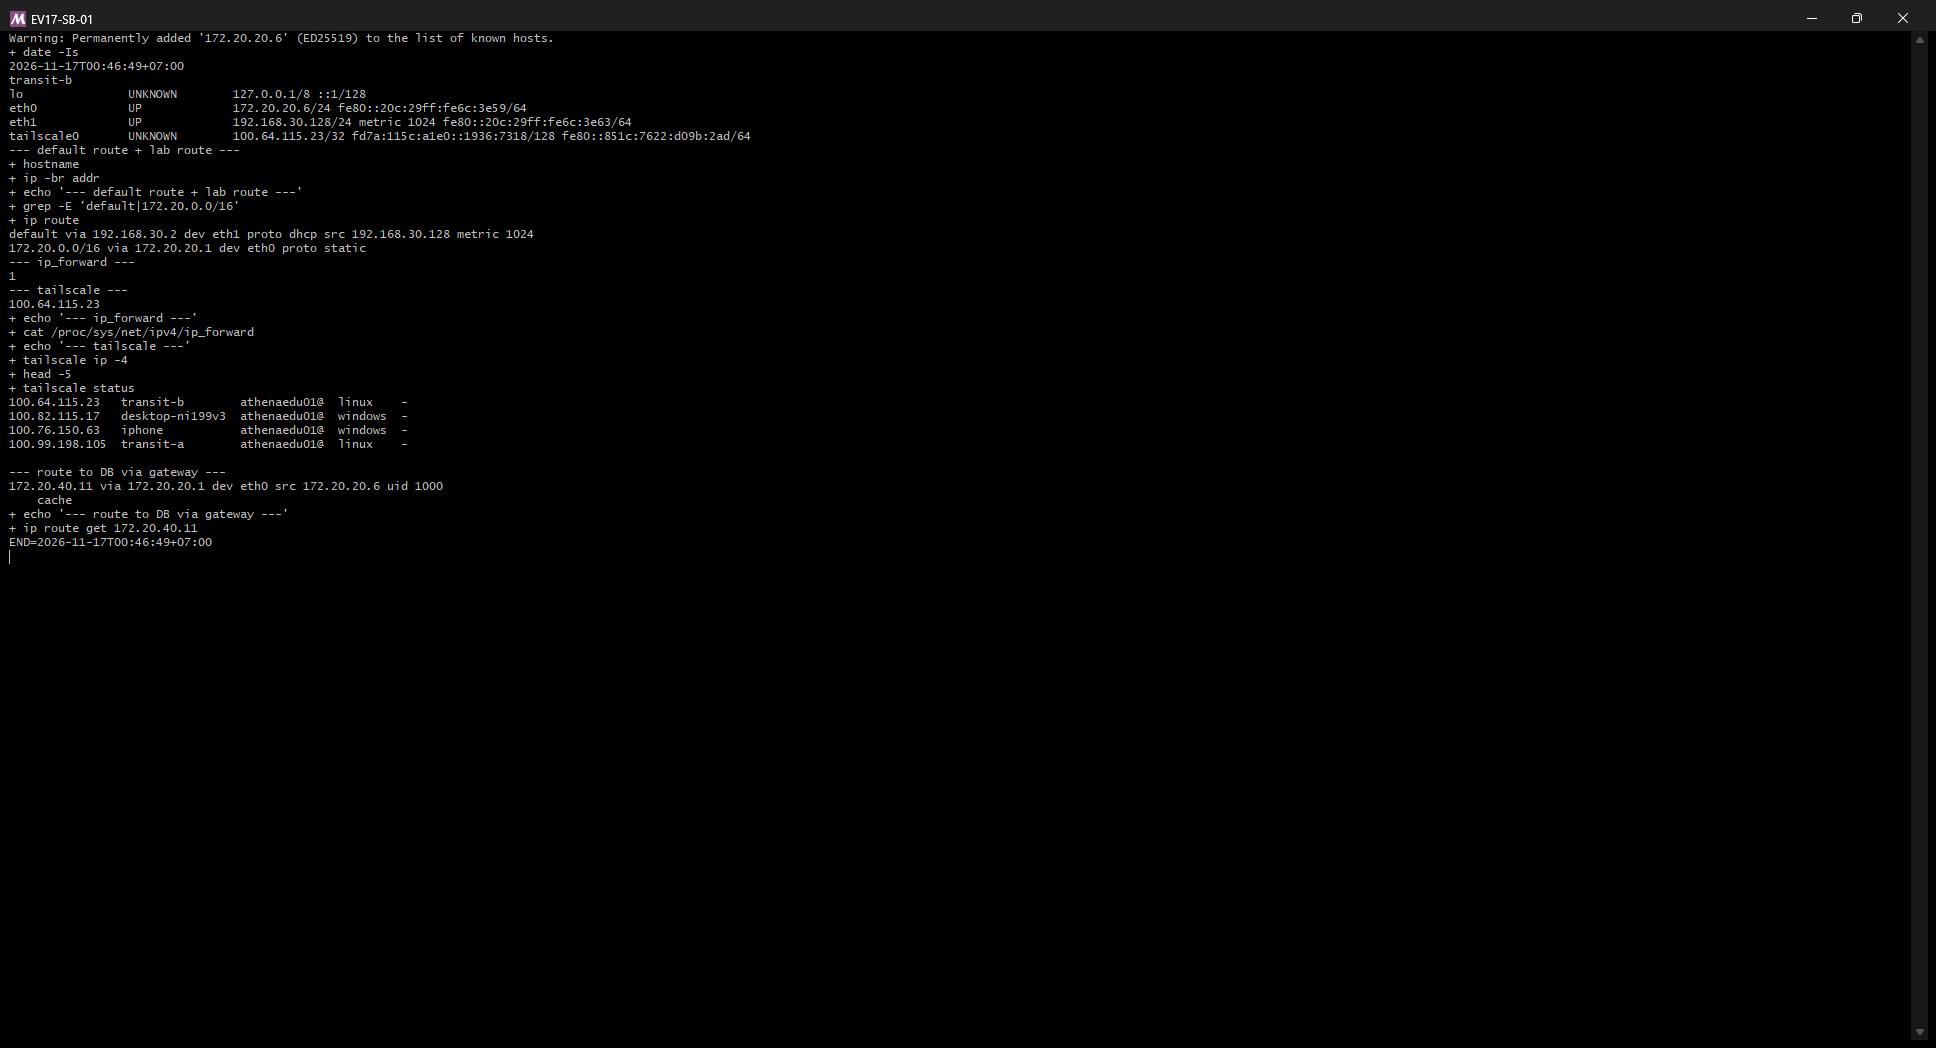 EV17-SB-01
Warning: Permanently added '172.20.20.6' (ED25519) to the list of known hosts.
+ date -Is
2026-11-17T00:46:49+07:00
transit-b
lo               UNKNOWN        127.0.0.1/8 ::1/128
eth0             UP             172.20.20.6/24 fe80::20c:29ff:fe6c:3e59/64
eth1             UP             192.168.30.128/24 metric 1024 fe80::20c:29ff:fe6c:3e63/64
tailscale0       UNKNOWN        100.64.115.23/32 fd7a:115c:a1e0::1936:7318/128 fe80::851c:7622:d09b:2ad/64
--- default route + lab route ---
+ hostname
+ ip -br addr
+ echo '--- default route + lab route ---'
+ grep -E 'default|172.20.0.0/16'
+ ip route
default via 192.168.30.2 dev eth1 proto dhcp src 192.168.30.128 metric 1024
172.20.0.0/16 via 172.20.20.1 dev eth0 proto static
--- ip_forward ---
1
--- tailscale ---
100.64.115.23
+ echo '--- ip_forward ---'
+ cat /proc/sys/net/ipv4/ip_forward
+ echo '--- tailscale ---'
+ tailscale ip -4
+ head -5
+ tailscale status
100.64.115.23   transit-b        athenaedu01@  linux    -
100.82.115.17   desktop-ni199v3  athenaedu01@  windows  -
100.76.150.63   iphone           athenaedu01@  windows  -
100.99.198.105  transit-a        athenaedu01@  linux    -
--- route to DB via gateway ---
172.20.40.11 via 172.20.20.1 dev eth0 src 172.20.20.6 uid 1000
    cache
+ echo '--- route to DB via gateway ---'
+ ip route get 172.20.40.11
END=2026-11-17T00:46:49+07:00